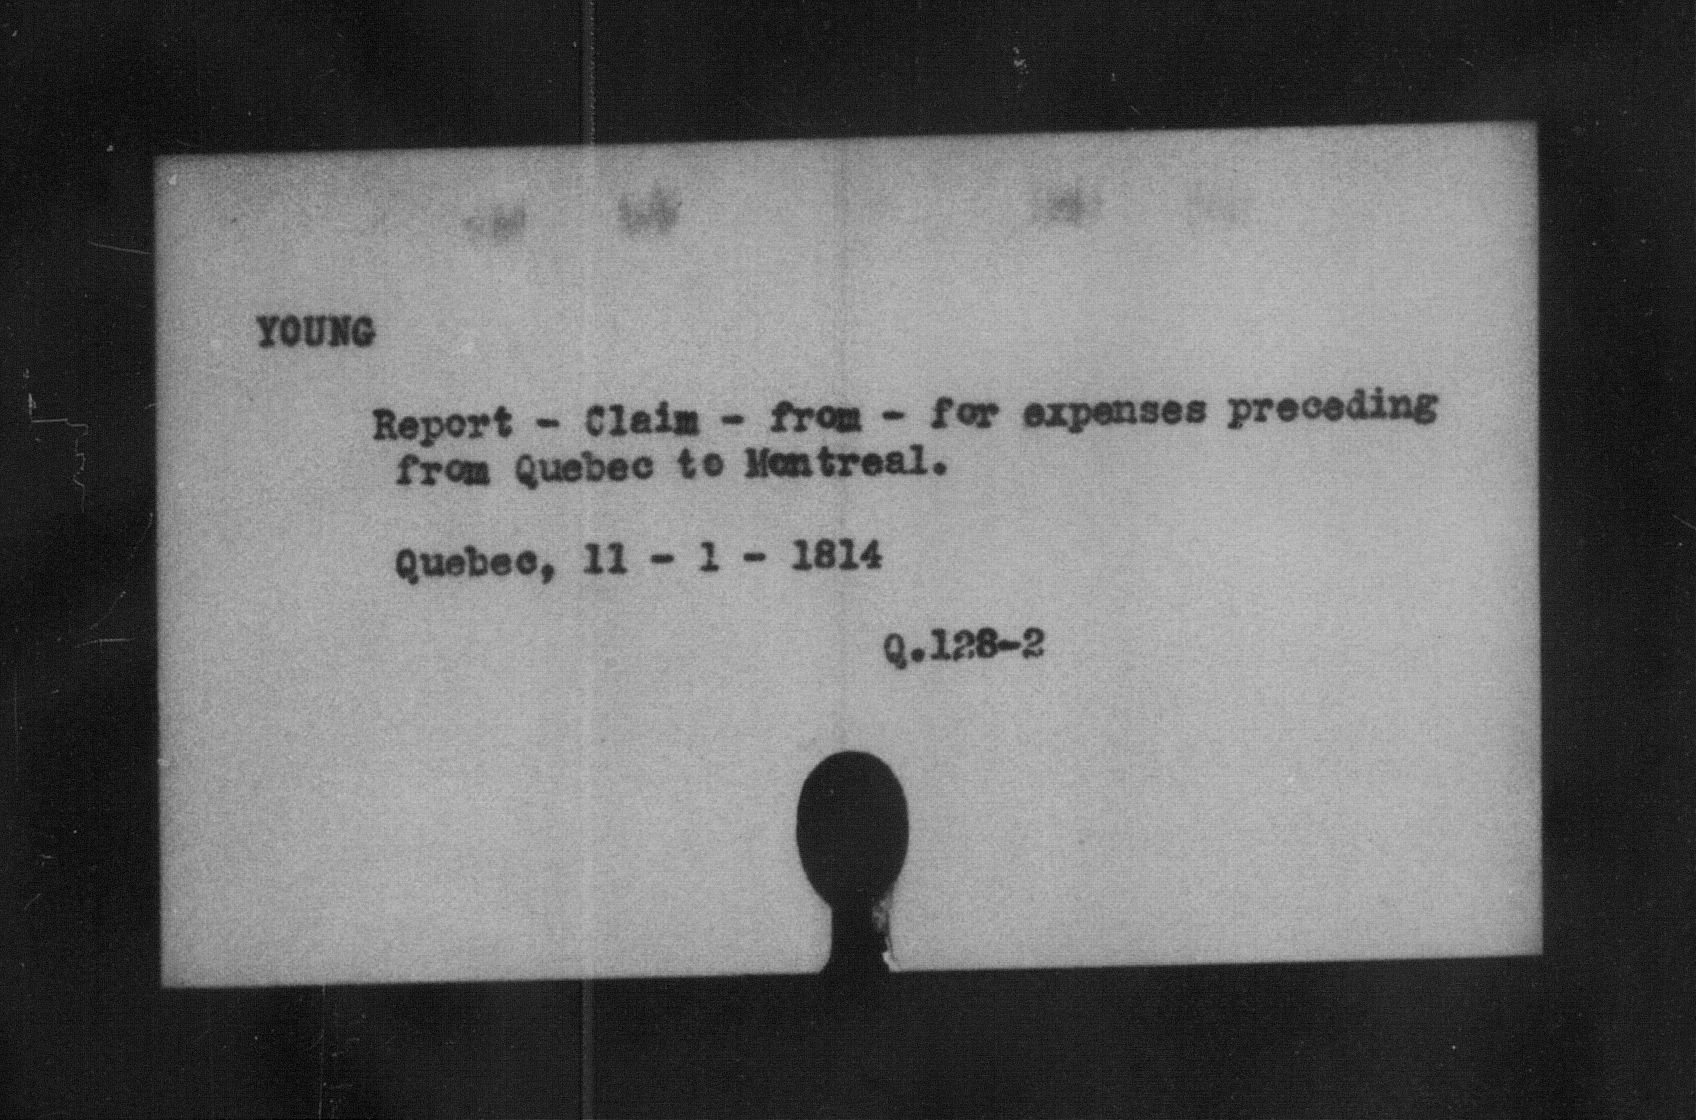 YOUNG
Report - Claim - from - for expenses preceding
from Quebec to Montreal.
Quebec, 11 - 1 - 1814
Q.128-2